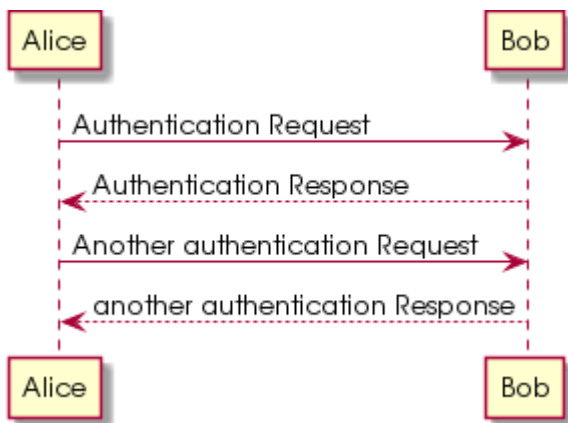 Alice
Bob
Authentication Request
Authentication Response
Another authentication Request
another authentication Response
Alice
Bob